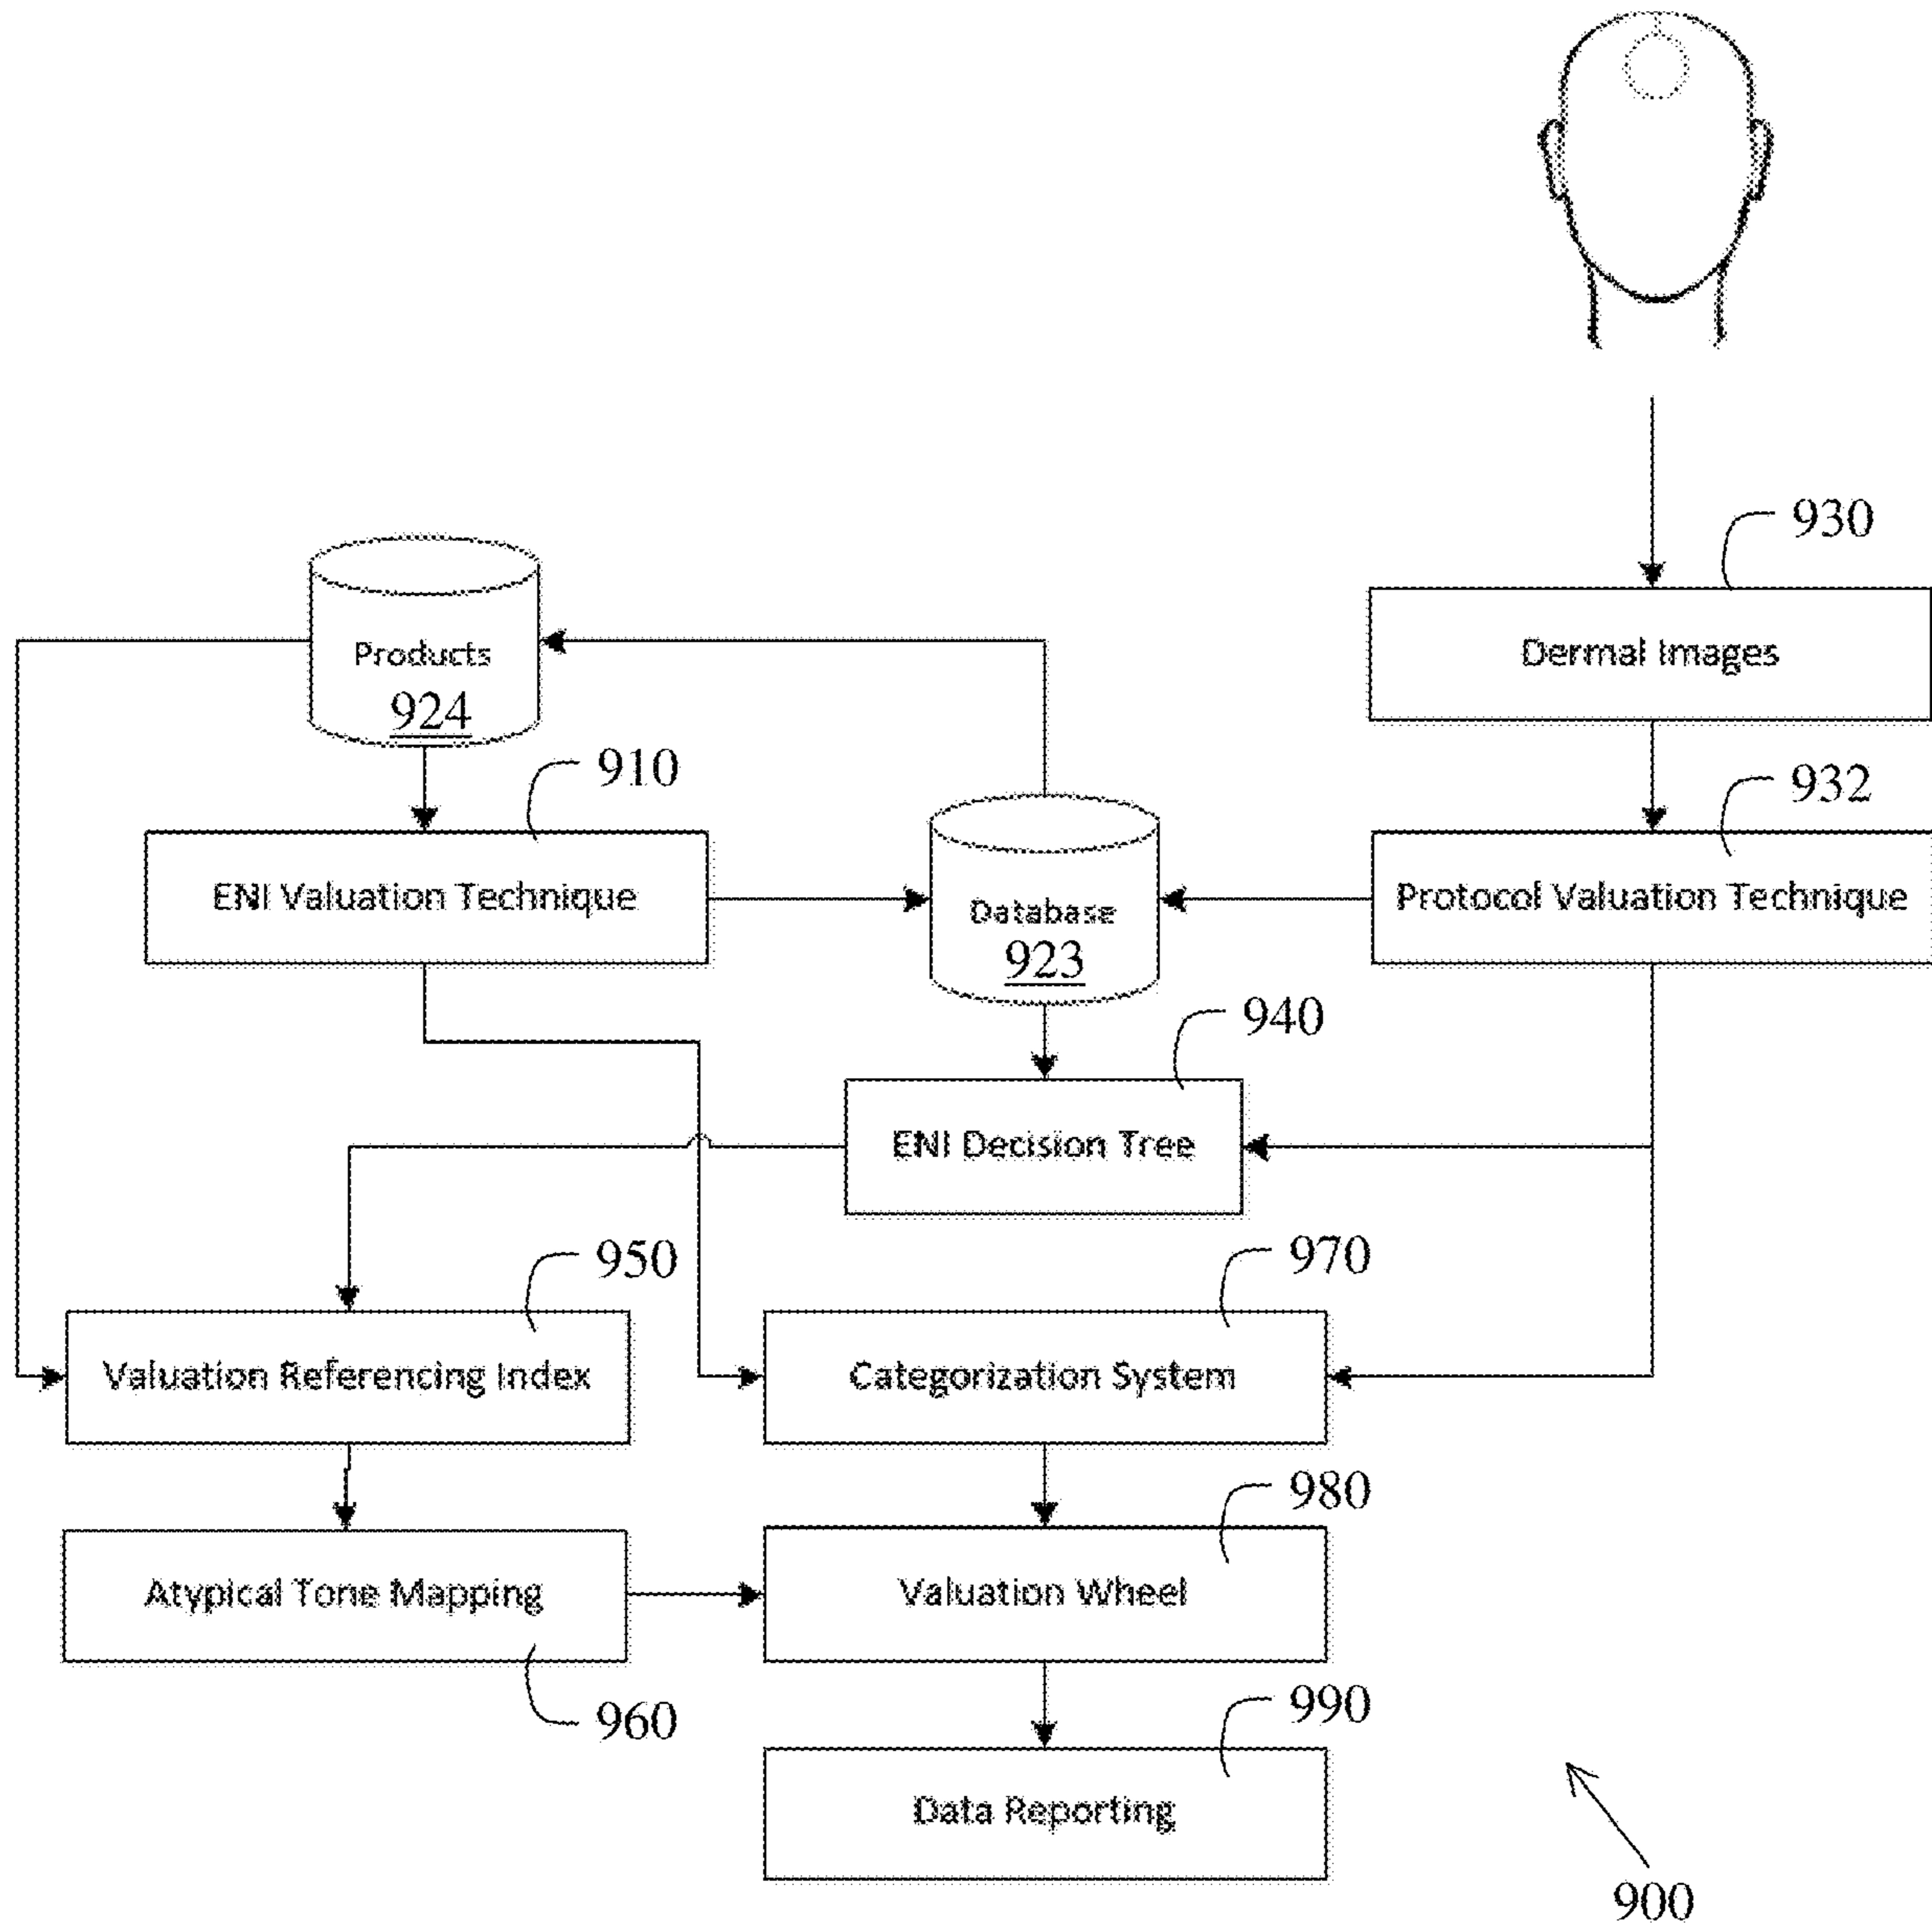 930
Dermal Images
Products
924
910
932
ENI Valuation Technique
Database
923
Protocol Valuation Technique
940
ENI Decision Tree
950
970
Valuation Referencing Index
Categorization System
980
Atypical Tone Mapping
Valuation Wheel
960
990
Data Reporting
900